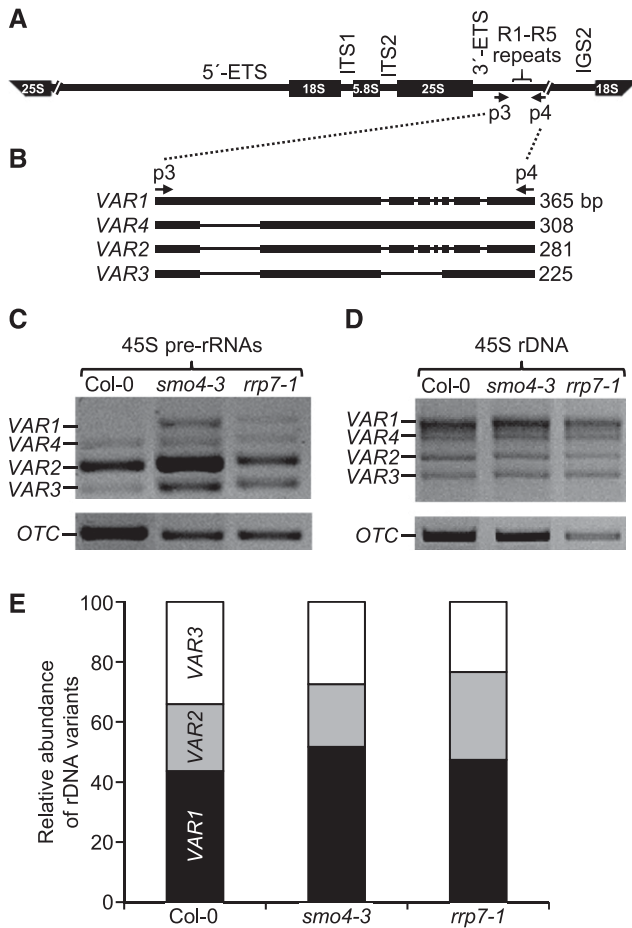 A
ITS1
ITS2
3´-ETS
R1–R5
repeats
IGS2
5´-ETS
25S
18S
5.8S
25S
18S
p3
p4
B
p3
p4
VAR1
365 bp
VAR4
308
VAR2
281
VAR3
225
C
45S pre-rRNAs
Col-0
smo4-3
rrp7-1
VAR1
VAR4
VAR2
VAR3
OTC
D
45S rDNA
Col-0
smo4-3
rrp7-1
VAR1
VAR4
VAR2
VAR3
OTC
E
Relative abundance
of rDNA variants
100
80
60
40
20
0
VAR3
VAR2
VAR1
Col-0
smo4-3
rrp7-1